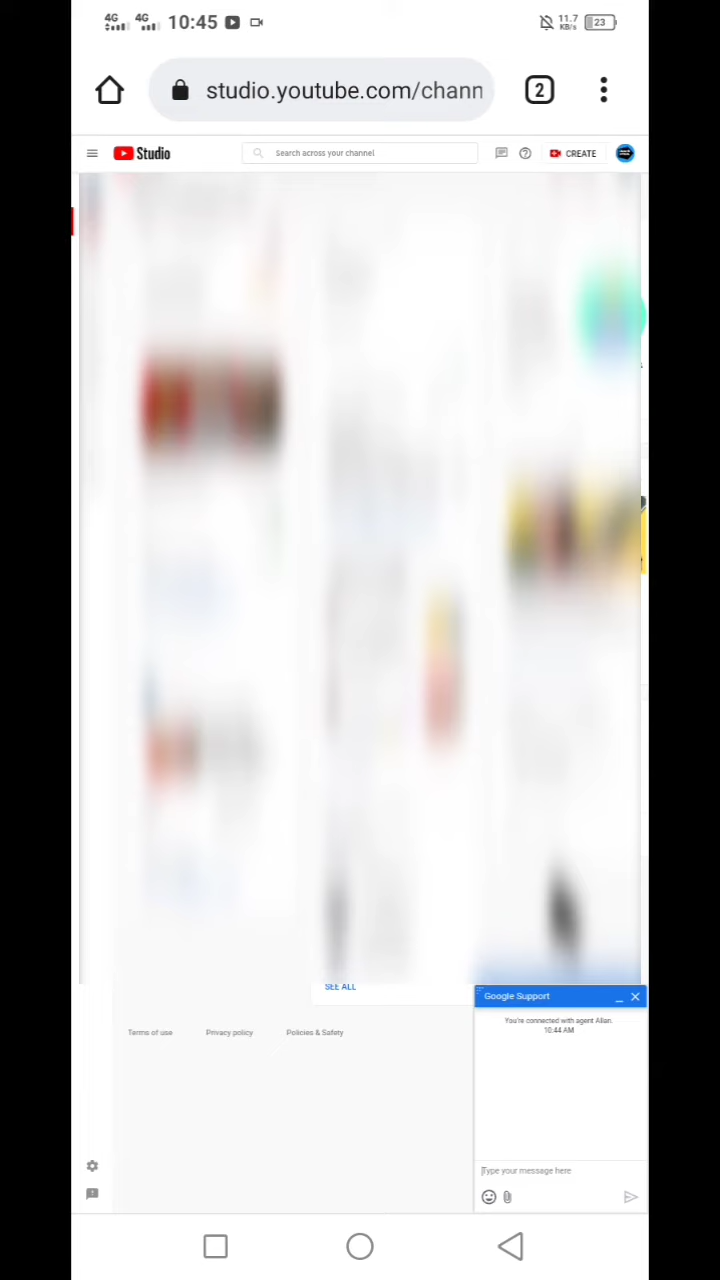 4G 4G 10:45 11.7 KB/s 23
studio.youtube.com/chann 2
Studio Search across your channel CREATE
SEE ALL
Google Support
You're connected with agent Allan.
10:44 AM
Terms of use Privacy policy Policies & Safety
Type your message here